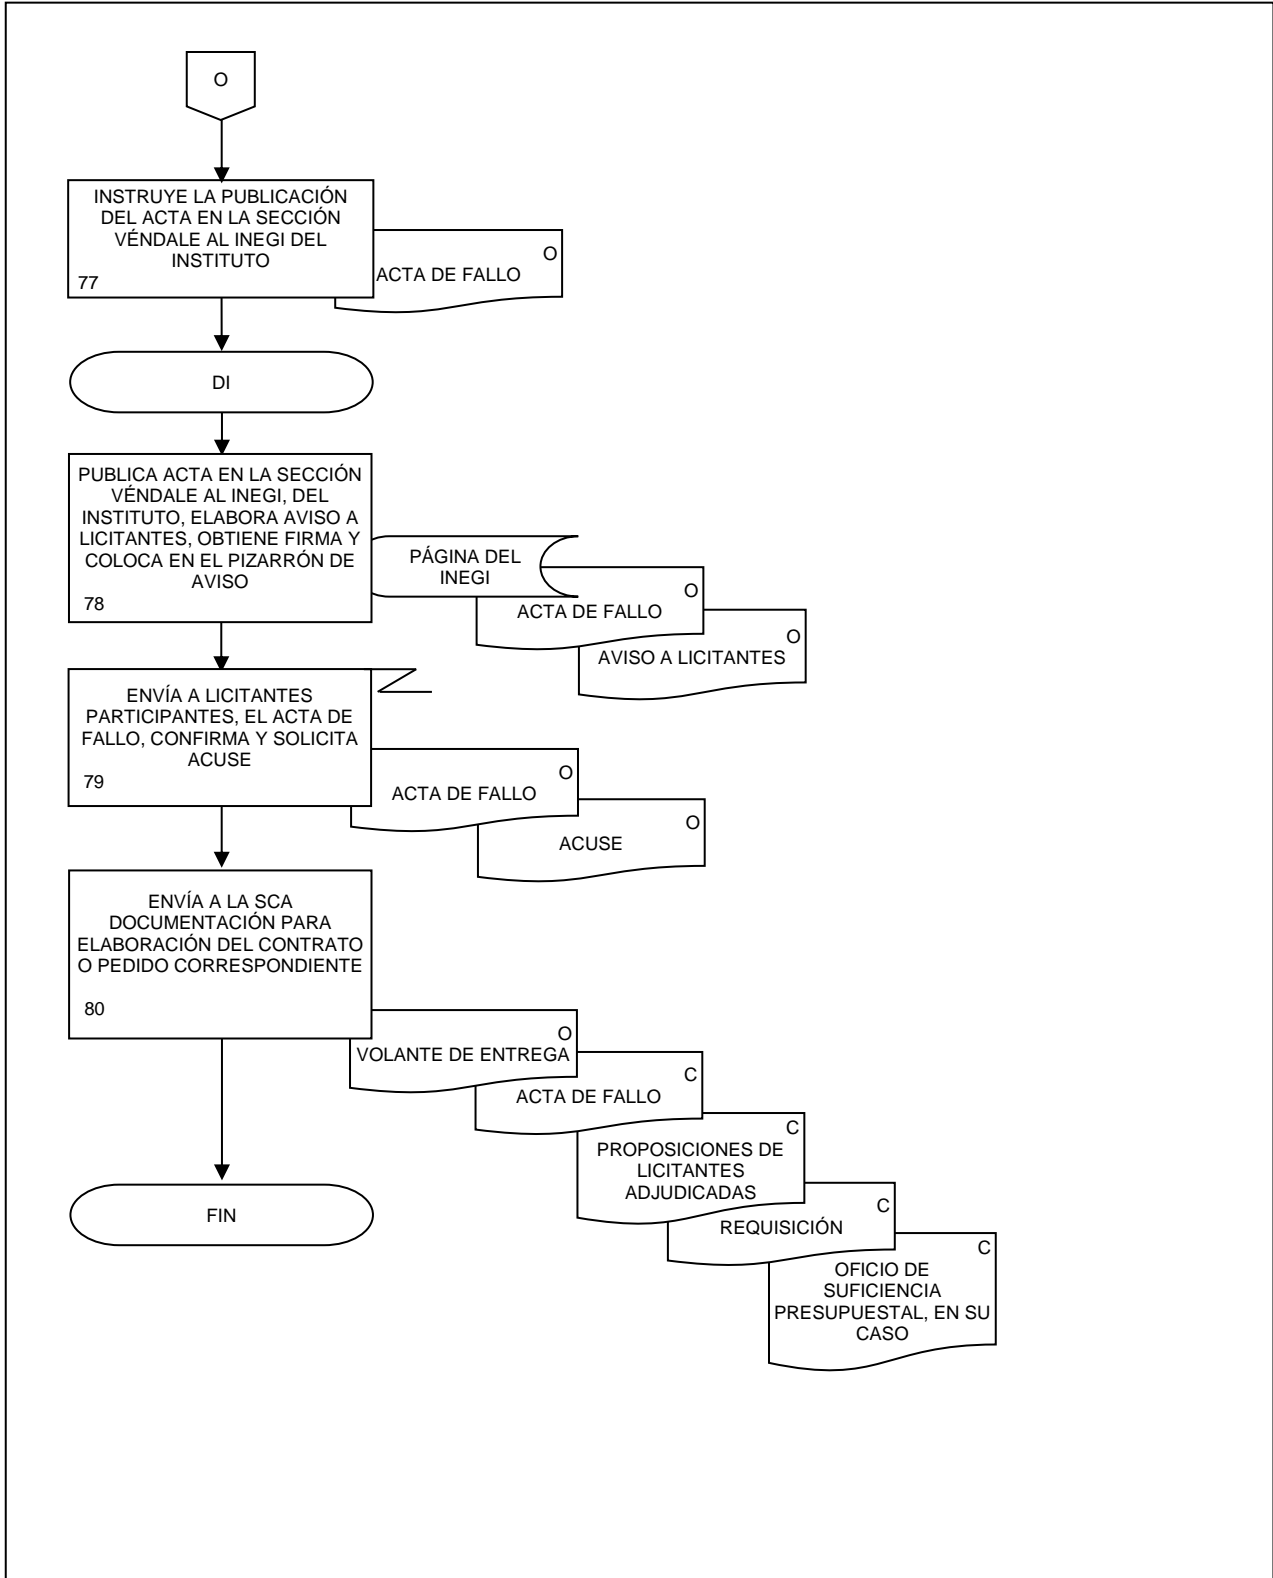 O
INSTRUYE LA PUBLICACIÓN
DEL ACTA EN LA SECCIÓN
VÉNDALE AL INEGI DEL
INSTITUTO
77
O
ACTA DE FALLO
DI
PUBLICA ACTA EN LA SECCIÓN
VÉNDALE AL INEGI, DEL
INSTITUTO, ELABORA AVISO A
LICITANTES, OBTIENE FIRMA Y
COLOCA EN EL PIZARRÓN DE
AVISO
78
PÁGINA DEL
INEGI
O
ACTA DE FALLO
O
AVISO A LICITANTES
ENVÍA A LICITANTES
PARTICIPANTES, EL ACTA DE
FALLO, CONFIRMA Y SOLICITA
ACUSE
79
O
ACTA DE FALLO
O
ACUSE
ENVÍA A LA SCA
DOCUMENTACIÓN PARA
ELABORACIÓN DEL CONTRATO
O PEDIDO CORRESPONDIENTE
80
O
VOLANTE DE ENTREGA
C
ACTA DE FALLO
C
PROPOSICIONES DE
LICITANTES
ADJUDICADAS
C
REQUISICIÓN
C
OFICIO DE
SUFICIENCIA
PRESUPUESTAL, EN SU
CASO
FIN